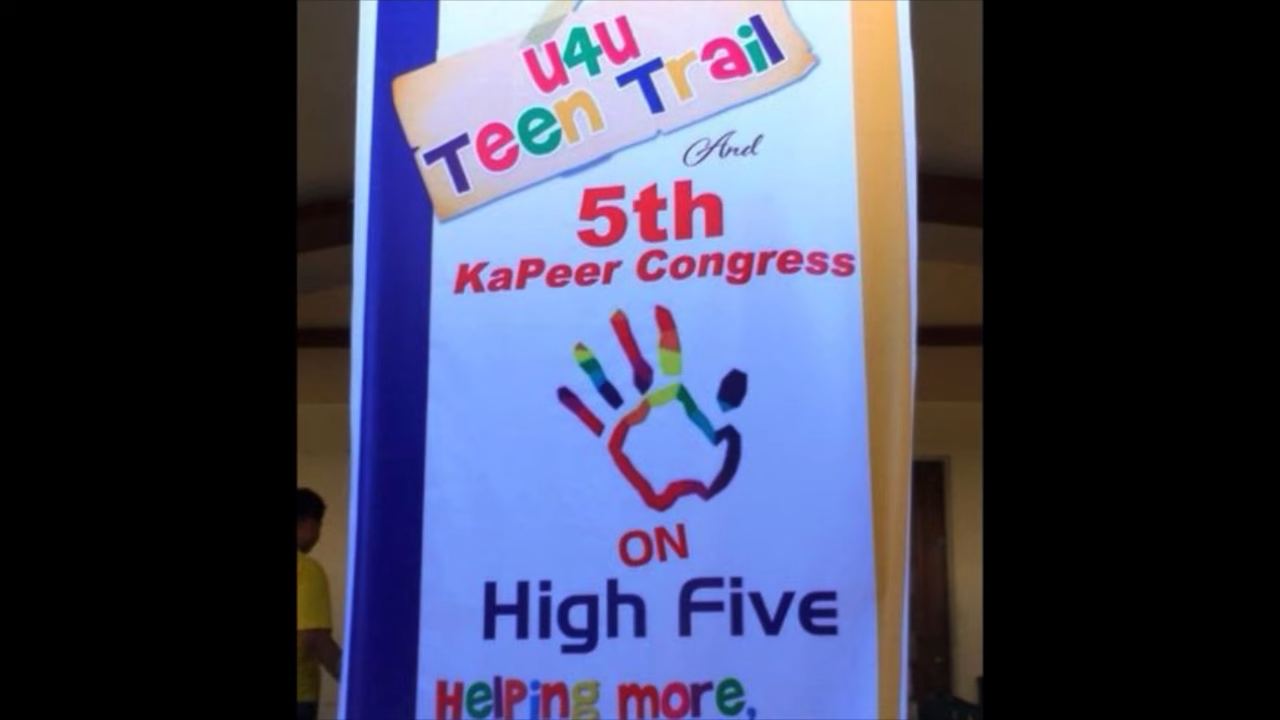 u4u
Teen Trail
And
5th
KaPeer Congress
ON
High Five
Helping more,